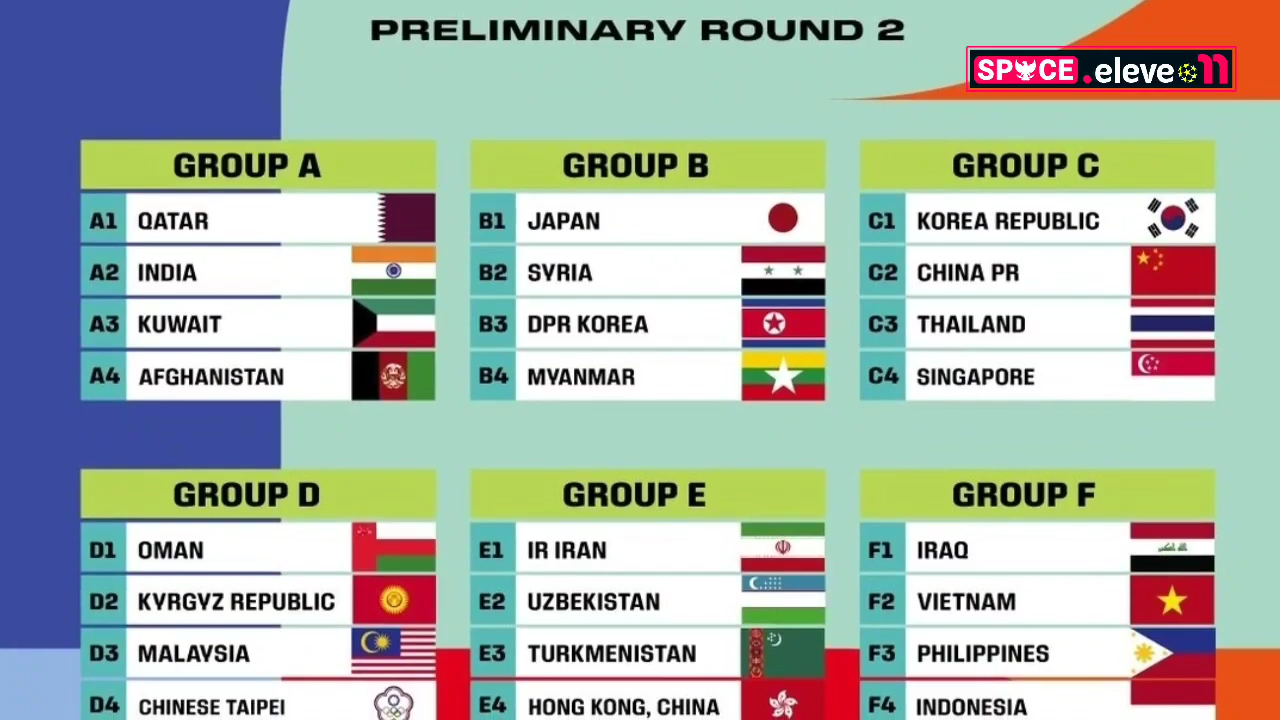 PRELIMINARY ROUND 2
SPACE.eleven11
GROUP A
A1 QATAR
A2 INDIA
A3 KUWAIT
A4 AFGHANISTAN
GROUP B
B1 JAPAN
B2 SYRIA
B3 DPR KOREA
B4 MYANMAR
GROUP C
C1 KOREA REPUBLIC
C2 CHINA PR
C3 THAILAND
C4 SINGAPORE
GROUP D
D1 OMAN
D2 KYRGYZ REPUBLIC
D3 MALAYSIA
D4 CHINESE TAIPEI
GROUP E
E1 IR IRAN
E2 UZBEKISTAN
E3 TURKMENISTAN
E4 HONG KONG, CHINA
GROUP F
F1 IRAQ
F2 VIETNAM
F3 PHILIPPINES
F4 INDONESIA